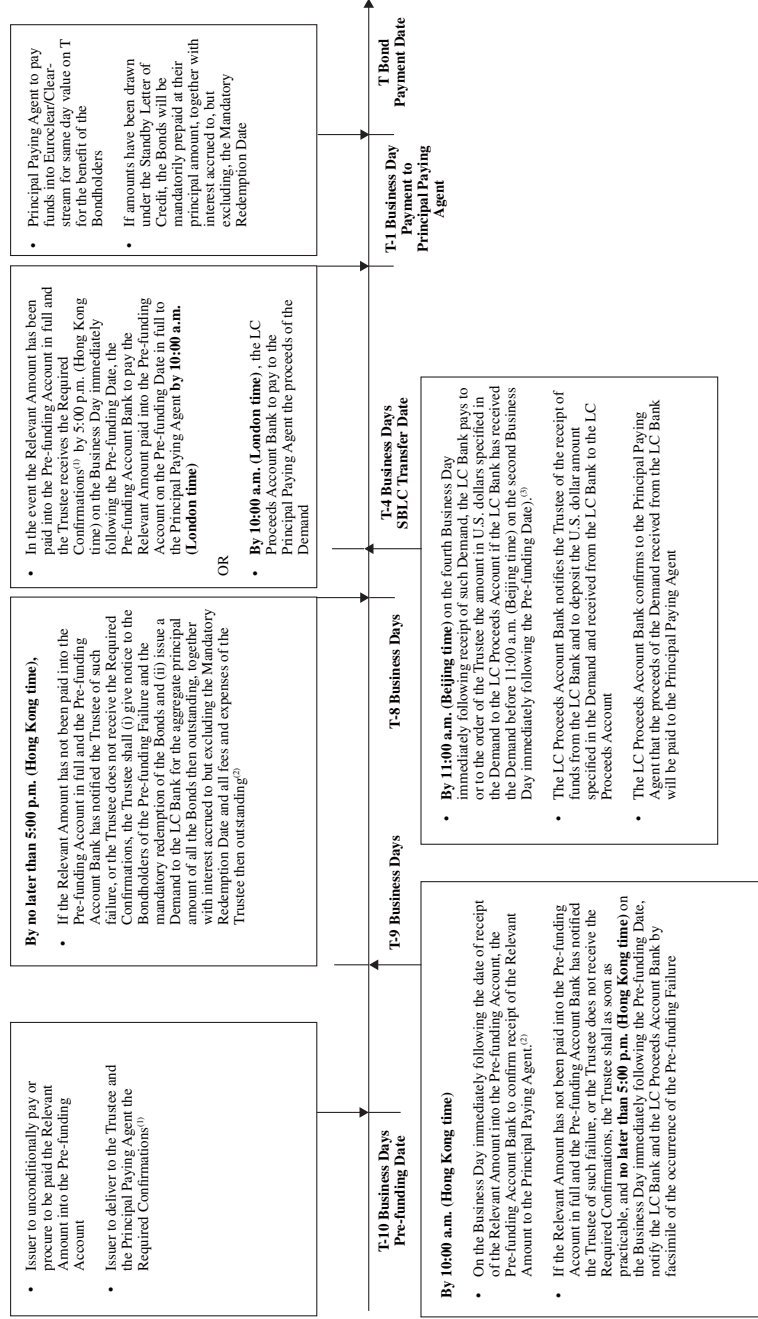 • Issuer to unconditionally pay or
procure to be paid the Relevant
Amount into the Pre-funding
Account
• Issuer to deliver to the Trustee and
the Principal Paying Agent the
Required Confirmations(1)
By no later than 5:00 p.m. (Hong Kong time),
• If the Relevant Amount has not been paid into the
Pre-funding Account in full and the Pre-funding
Account Bank has notified the Trustee of such
failure, or the Trustee does not receive the Required
Confirmations, the Trustee shall (i) give notice to the
Bondholders of the Pre-funding Failure and the
mandatory redemption of the Bonds and (ii) issue a
Demand to the LC Bank for the aggregate principal
amount of all the Bonds then outstanding, together
with interest accrued to but excluding the Mandatory
Redemption Date and all fees and expenses of the
Trustee then outstanding(2)
• In the event the Relevant Amount has been
paid into the Pre-funding Account in full and
the Trustee receives the Required
Confirmations(1) by 5:00 p.m. (Hong Kong
time) on the Business Day immediately
following the Pre-funding Date, the
Pre-funding Account Bank to pay the
Relevant Amount paid into the Pre-funding
Account on the Pre-funding Date in full to
the Principal Paying Agent by 10:00 a.m.
(London time)
OR
• By 10:00 a.m. (London time) , the LC
Proceeds Account Bank to pay to the
Principal Paying Agent the proceeds of the
Demand
• Principal Paying Agent to pay
funds into Euroclear/Clear-
stream for same day value on T
for the benefit of the
Bondholders
• If amounts have been drawn
under the Standby Letter of
Credit, the Bonds will be
mandatorily prepaid at their
principal amount, together with
interest accrued to, but
excluding, the Mandatory
Redemption Date
T-10 Business Days
Pre-funding Date
T-9 Business Days
T-8 Business Days
T-4 Business Days
SBLC Transfer Date
T-1 Business Day
Payment to
Principal Paying
Agent
T Bond
Payment Date
By 10:00 a.m. (Hong Kong time)
• On the Business Day immediately following the date of receipt
of the Relevant Amount into the Pre-funding Account, the
Pre-funding Account Bank to confirm receipt of the Relevant
Amount to the Principal Paying Agent.(2)
• If the Relevant Amount has not been paid into the Pre-funding
Account in full and the Pre-funding Account Bank has notified
the Trustee of such failure, or the Trustee does not receive the
Required Confirmations, the Trustee shall as soon as
practicable, and no later than 5:00 p.m. (Hong Kong time) on
the Business Day immediately following the Pre-funding Date,
notify the LC Bank and the LC Proceeds Account Bank by
facsimile of the occurrence of the Pre-funding Failure
• By 11:00 a.m. (Beijing time) on the fourth Business Day
immediately following receipt of such Demand, the LC Bank pays to
or to the order of the Trustee the amount in U.S. dollars specified in
the Demand to the LC Proceeds Account if the LC Bank has received
the Demand before 11:00 a.m. (Beijing time) on the second Business
Day immediately following the Pre-funding Date).(3)
• The LC Proceeds Account Bank notifies the Trustee of the receipt of
funds from the LC Bank and to deposit the U.S. dollar amount
specified in the Demand and received from the LC Bank to the LC
Proceeds Account
• The LC Proceeds Account Bank confirms to the Principal Paying
Agent that the proceeds of the Demand received from the LC Bank
will be paid to the Principal Paying Agent